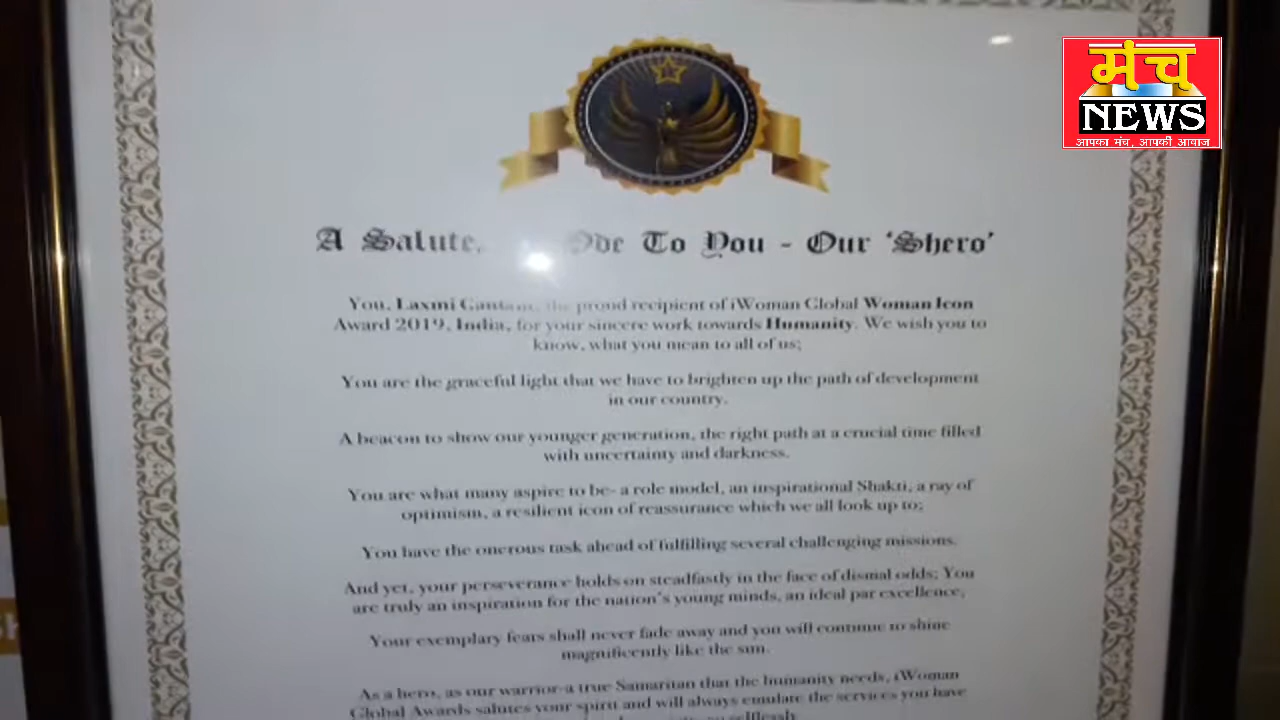 मंच
NEWS
आपका मंच, आपकी आवाज
A Salute, Ode To You - Our 'Shero'
You, Laxmi the proud recipient of iWoman Global Woman Icon
Award 2019, India, for your sincere work towards Humanity. We wish you to
know, what you mean to all of us;
You are the graceful light that we have to brighten up the path of development
in our country.
A beacon to show our younger generation, the right path at a crucial time filled
with uncertainty and darkness.
You are what many aspire to be- a role model, an inspirational Shakti, a ray of
optimism, a resilient icon of reassurance which we all look up to;
You have the onerous task ahead of fulfilling several challenging missions.
And yet, your perseverance holds on steadfastly in the face of dismal odds; You
are truly an inspiration for the nation's young minds, an ideal par excellence,
Your exemplary feats shall never fade away and you will continue to shine
magnificently like the sun.
As a hero, as our warrior-a true Samaritan that the humanity needs, iWoman
Global Awards salutes your spirit and will always emulate the services you have